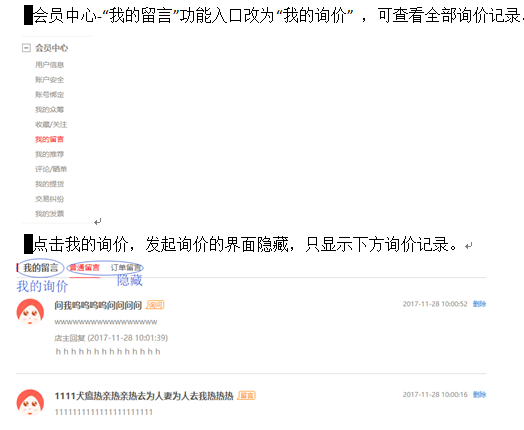 会员中心-“我的留言”功能入口改为“我的询价” ，可查看全部询价记录.
会员中心
用户信息
账户安全
账号绑定
我的众筹
收藏/关注
我的留言
我的推荐
评论/晒单
我的提货
交易纠纷
我的发票
点击我的询价，发起询价的界面隐藏，只显示下方询价记录。
我的留言 普通留言 订单留言
我的询价 隐藏
问我呜呜呜呜问问问问 询问 2017-11-28 10:00:52 删除
wwwwwwwwwwwwwwwww
店主回复 (2017-11-28 10:01:39)
h h h h h h h h h h h h h h
1111犬瘟热亲热亲热去为人妻为人去我热热热 留言 2017-11-28 10:00:16 删除
1111111111111111111111